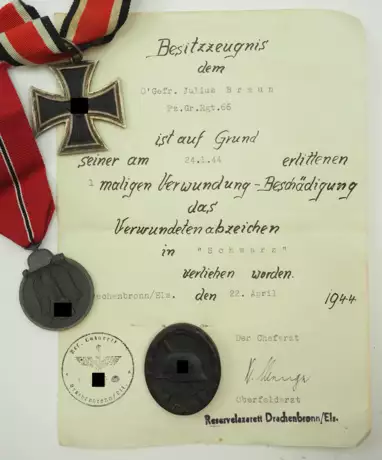 Besitzzeugnis
dem
O'Gefr. Julius Braun
Pz.Gr.Rgt.66
ist auf Grund
seiner am 24.1.44 erlittenen
1 maligen Verwundung-Beschädigung
das
Verwundetenabzeichen
in "Schwarz"
verliehen worden.
Drachenbronn/Els. den 22. April 1944
Der Chefarzt
Oberfeldarzt
Reservelazarett Drachenbronn/Els.